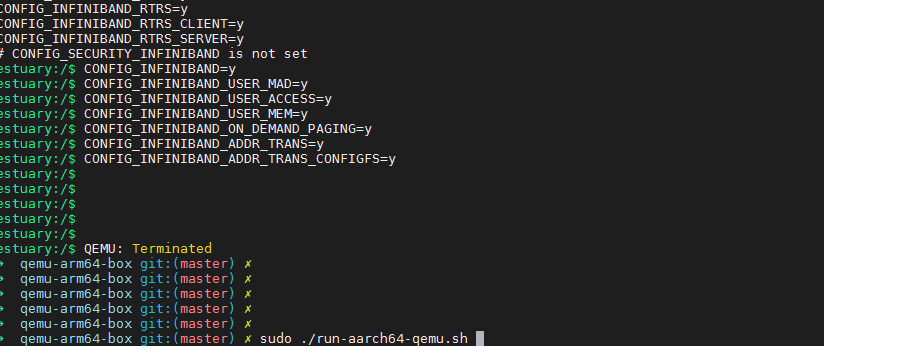 CONFIG_INFINIBAND_RTRS=y
CONFIG_INFINIBAND_RTRS_CLIENT=y
CONFIG_INFINIBAND_RTRS_SERVER=y
# CONFIG_SECURITY_INFINIBAND is not set
estuary:/$ CONFIG_INFINIBAND=y
estuary:/$ CONFIG_INFINIBAND_USER_MAD=y
estuary:/$ CONFIG_INFINIBAND_USER_ACCESS=y
estuary:/$ CONFIG_INFINIBAND_USER_MEM=y
estuary:/$ CONFIG_INFINIBAND_ON_DEMAND_PAGING=y
estuary:/$ CONFIG_INFINIBAND_ADDR_TRANS=y
estuary:/$ CONFIG_INFINIBAND_ADDR_TRANS_CONFIGFS=y
estuary:/$
estuary:/$
estuary:/$
estuary:/$
estuary:/$
estuary:/$ QEMU: Terminated
➜ qemu-arm64-box git:(master) ✗
➜ qemu-arm64-box git:(master) ✗
➜ qemu-arm64-box git:(master) ✗
➜ qemu-arm64-box git:(master) ✗
➜ qemu-arm64-box git:(master) ✗
➜ qemu-arm64-box git:(master) ✗ sudo ./run-aarch64-qemu.sh